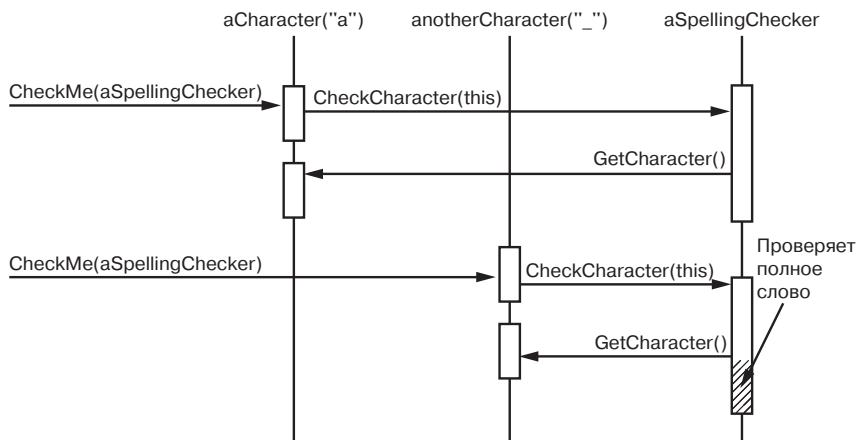 aCharacter("a") anotherCharacter("_") aSpellingChecker
CheckMe(aSpellingChecker)
CheckCharacter(this)
GetCharacter()
CheckMe(aSpellingChecker)
CheckCharacter(this)
Проверяет
полное
слово
GetCharacter()